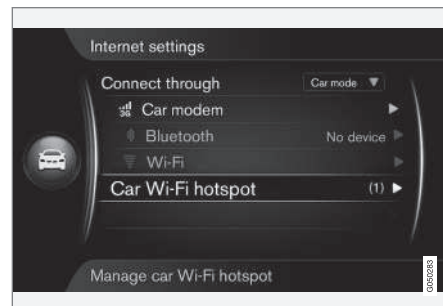 Internet settings
Connect through Car mode
3G Car modem
Bluetooth No device
Wi-Fi
Car Wi-Fi hotspot (1)
Manage car Wi-Fi hotspot
G050283